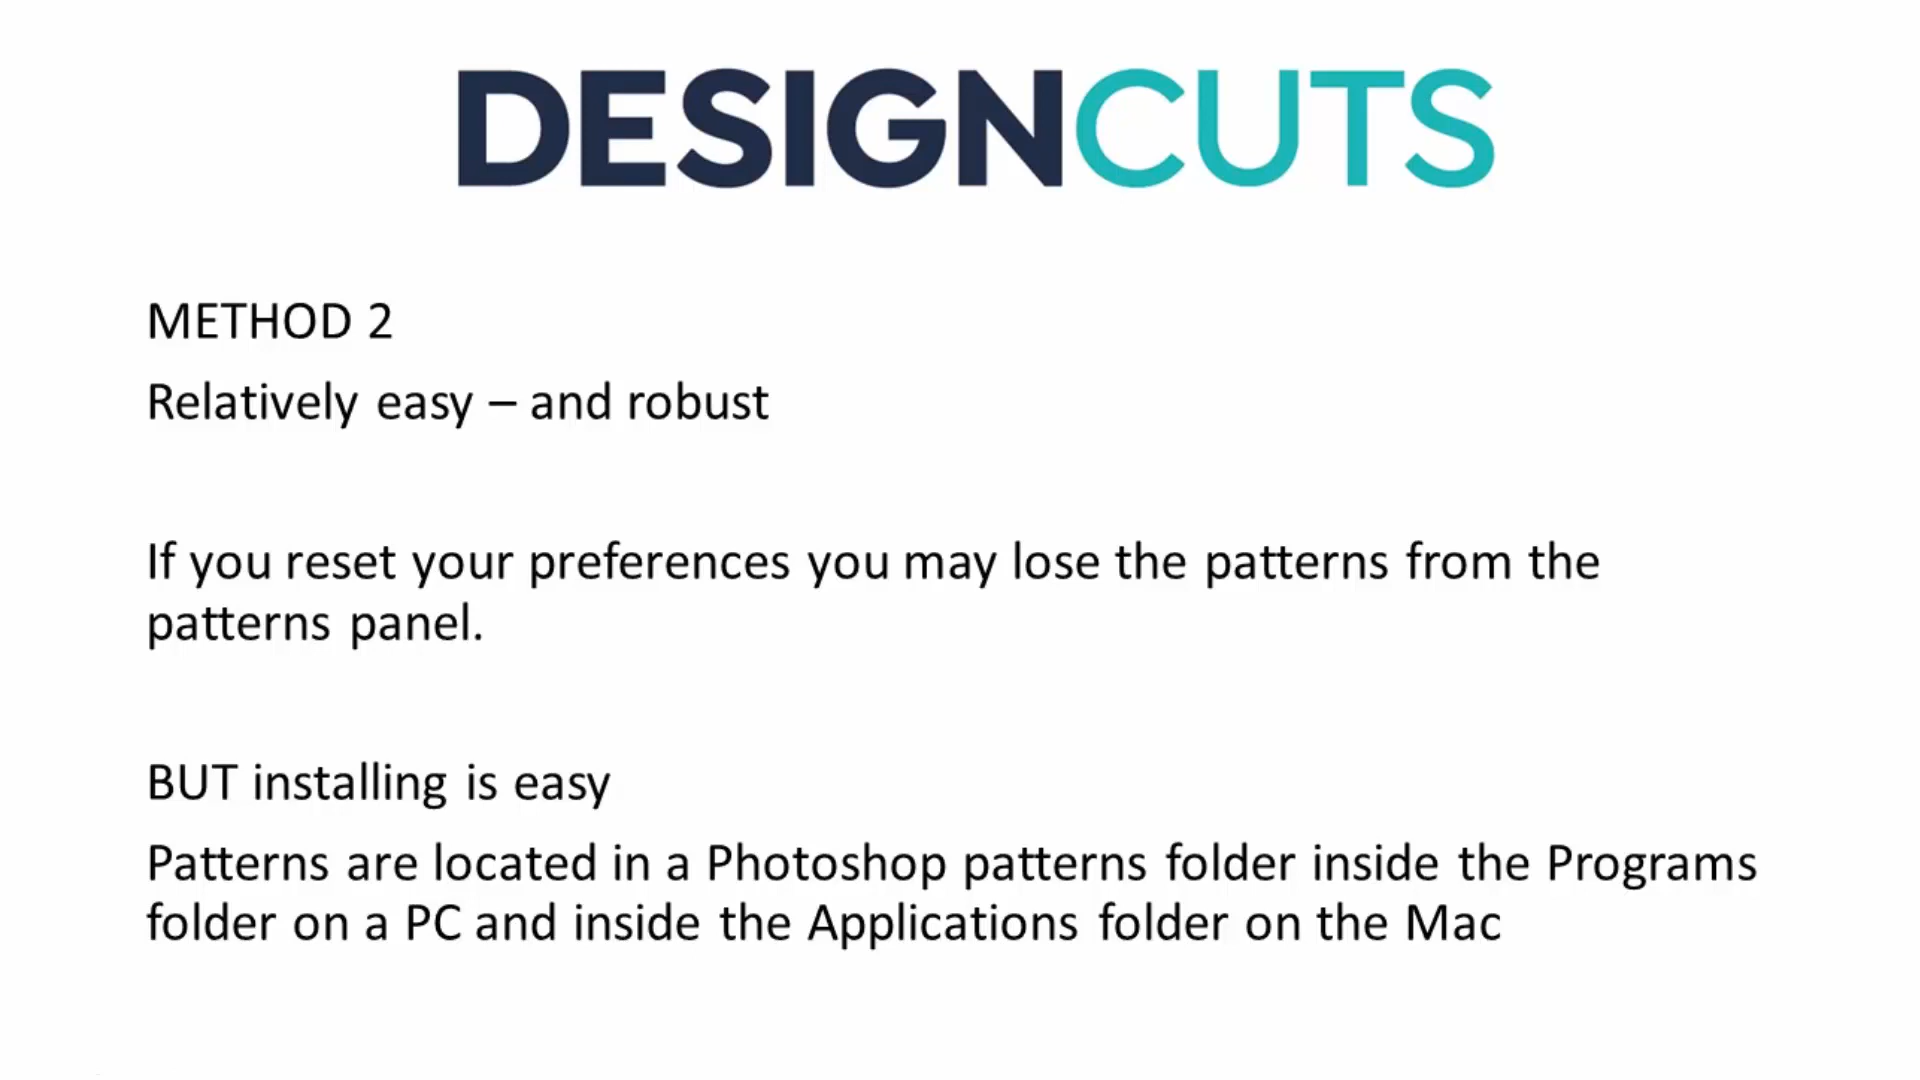 DESIGNCUTS
METHOD 2
Relatively easy – and robust
If you reset your preferences you may lose the patterns from the
patterns panel.
BUT installing is easy
Patterns are located in a Photoshop patterns folder inside the Programs
folder on a PC and inside the Applications folder on the Mac